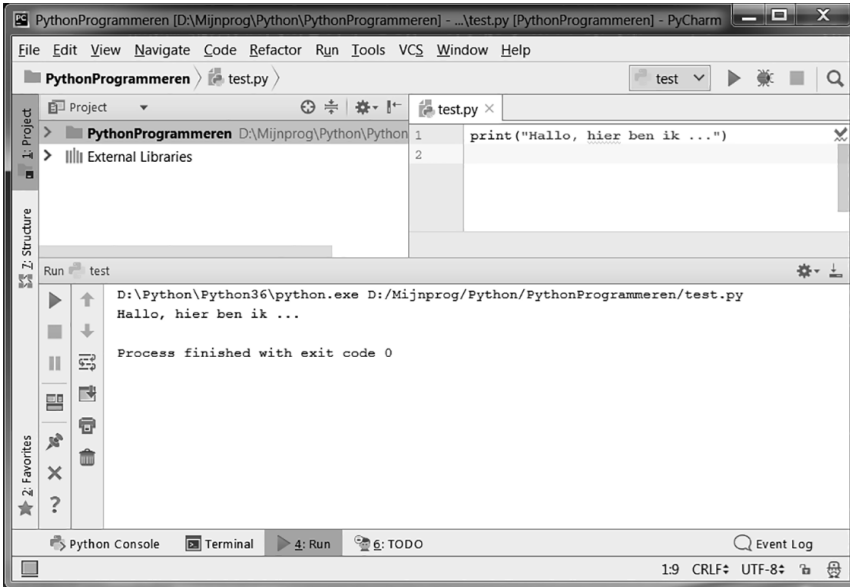 PC PythonProgrammeren [D:\Mijnprog\Python\PythonProgrammeren] - ...\test.py [PythonProgrammeren] - PyCharm
File Edit View Navigate Code Refactor Run Tools VCS Window Help
PythonProgrammeren test.py test
Project
test.py
1: Project
PythonProgrammeren D:\Mijnprog\Python\Python
External Libraries
1 print("Hallo, hier ben ik ...")
2
Z: Structure
Run test
D:\Python\Python36\python.exe D:/Mijnprog/Python/PythonProgrammeren/test.py
Hallo, hier ben ik ...
Process finished with exit code 0
2: Favorites
Python Console Terminal 4: Run 6: TODO Event Log
1:9 CRLF UTF-8